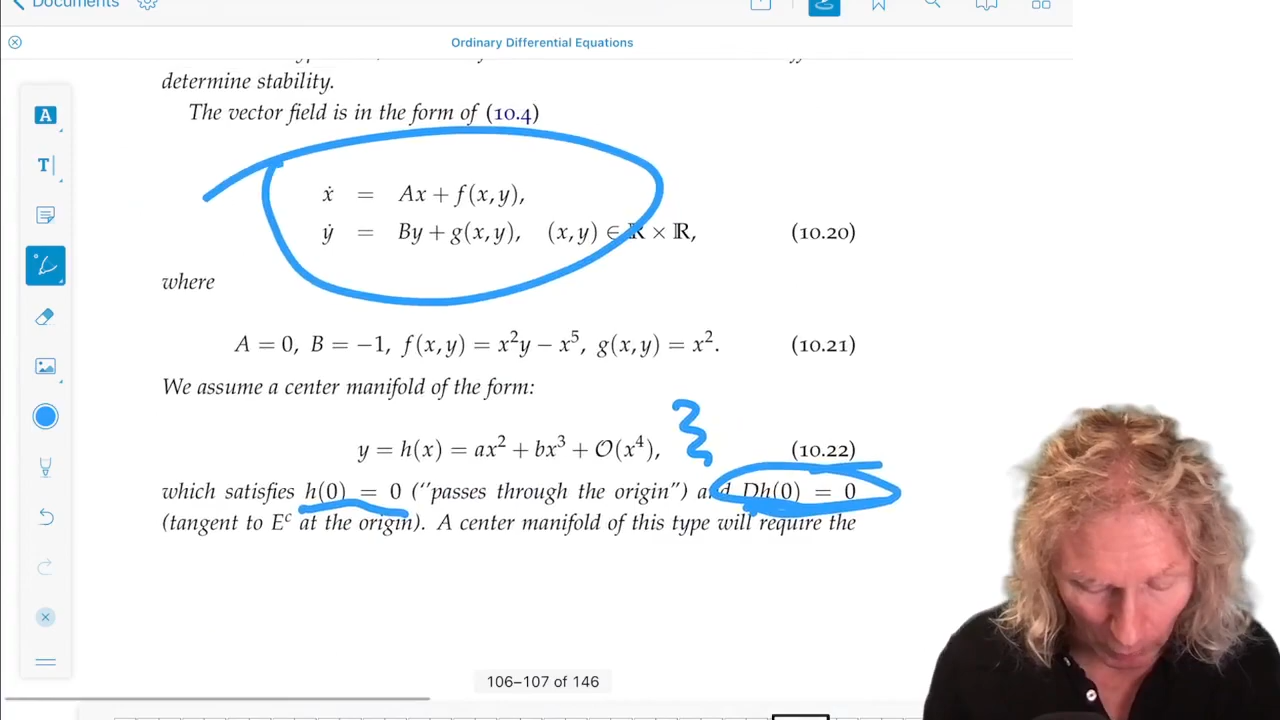 Documents
Ordinary Differential Equations
determine stability.
The vector field is in the form of (10.4)
ẋ = Ax + f(x, y),
ẏ = By + g(x, y), (x, y) ∈ ℝ × ℝ, (10.20)
where
A = 0, B = −1, f(x, y) = x²y − x⁵, g(x, y) = x². (10.21)
We assume a center manifold of the form:
y = h(x) = ax² + bx³ + O(x⁴), (10.22)
which satisfies h(0) = 0 (''passes through the origin") and Dh(0) = 0
(tangent to Eᶜ at the origin). A center manifold of this type will require the
106–107 of 146
A
T